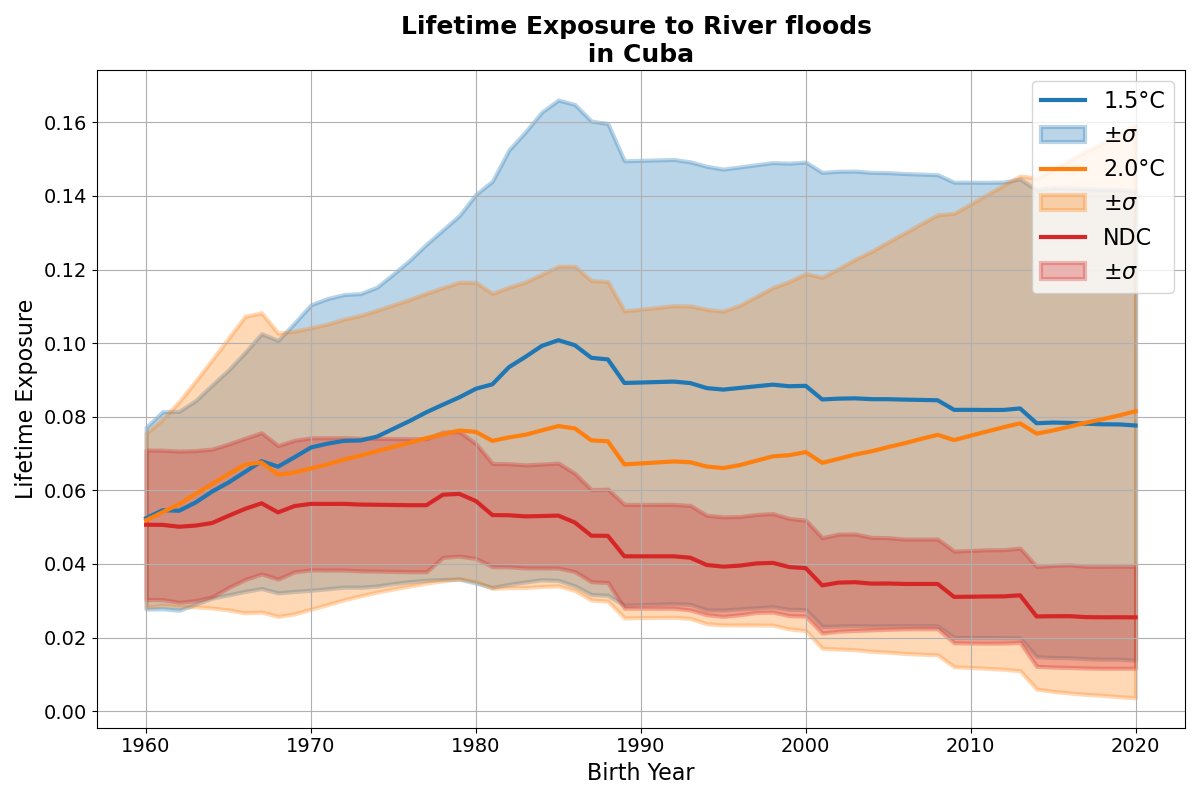 Lifetime Exposure to River floods
in Cuba
Lifetime Exposure
0.16
0.14
0.12
0.10
0.08
0.06
0.04
0.02
0.00
1960
1970
1980
1990
2000
2010
2020
Birth Year
1.5°C
±σ
2.0°C
±σ
NDC
±σ